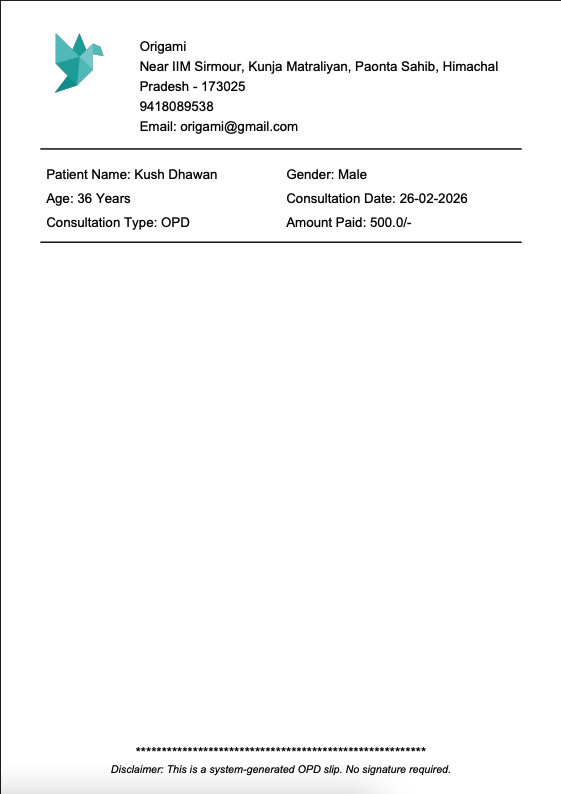 Origami
Near IIM Sirmour, Kunja Matraliyan, Paonta Sahib, Himachal
Pradesh - 173025
9418089538
Email: origami@gmail.com
Patient Name: Kush Dhawan
Gender: Male
Age: 36 Years
Consultation Date: 26-02-2026
Consultation Type: OPD
Amount Paid: 500.0/-
**********************************************************
Disclaimer: This is a system-generated OPD slip. No signature required.